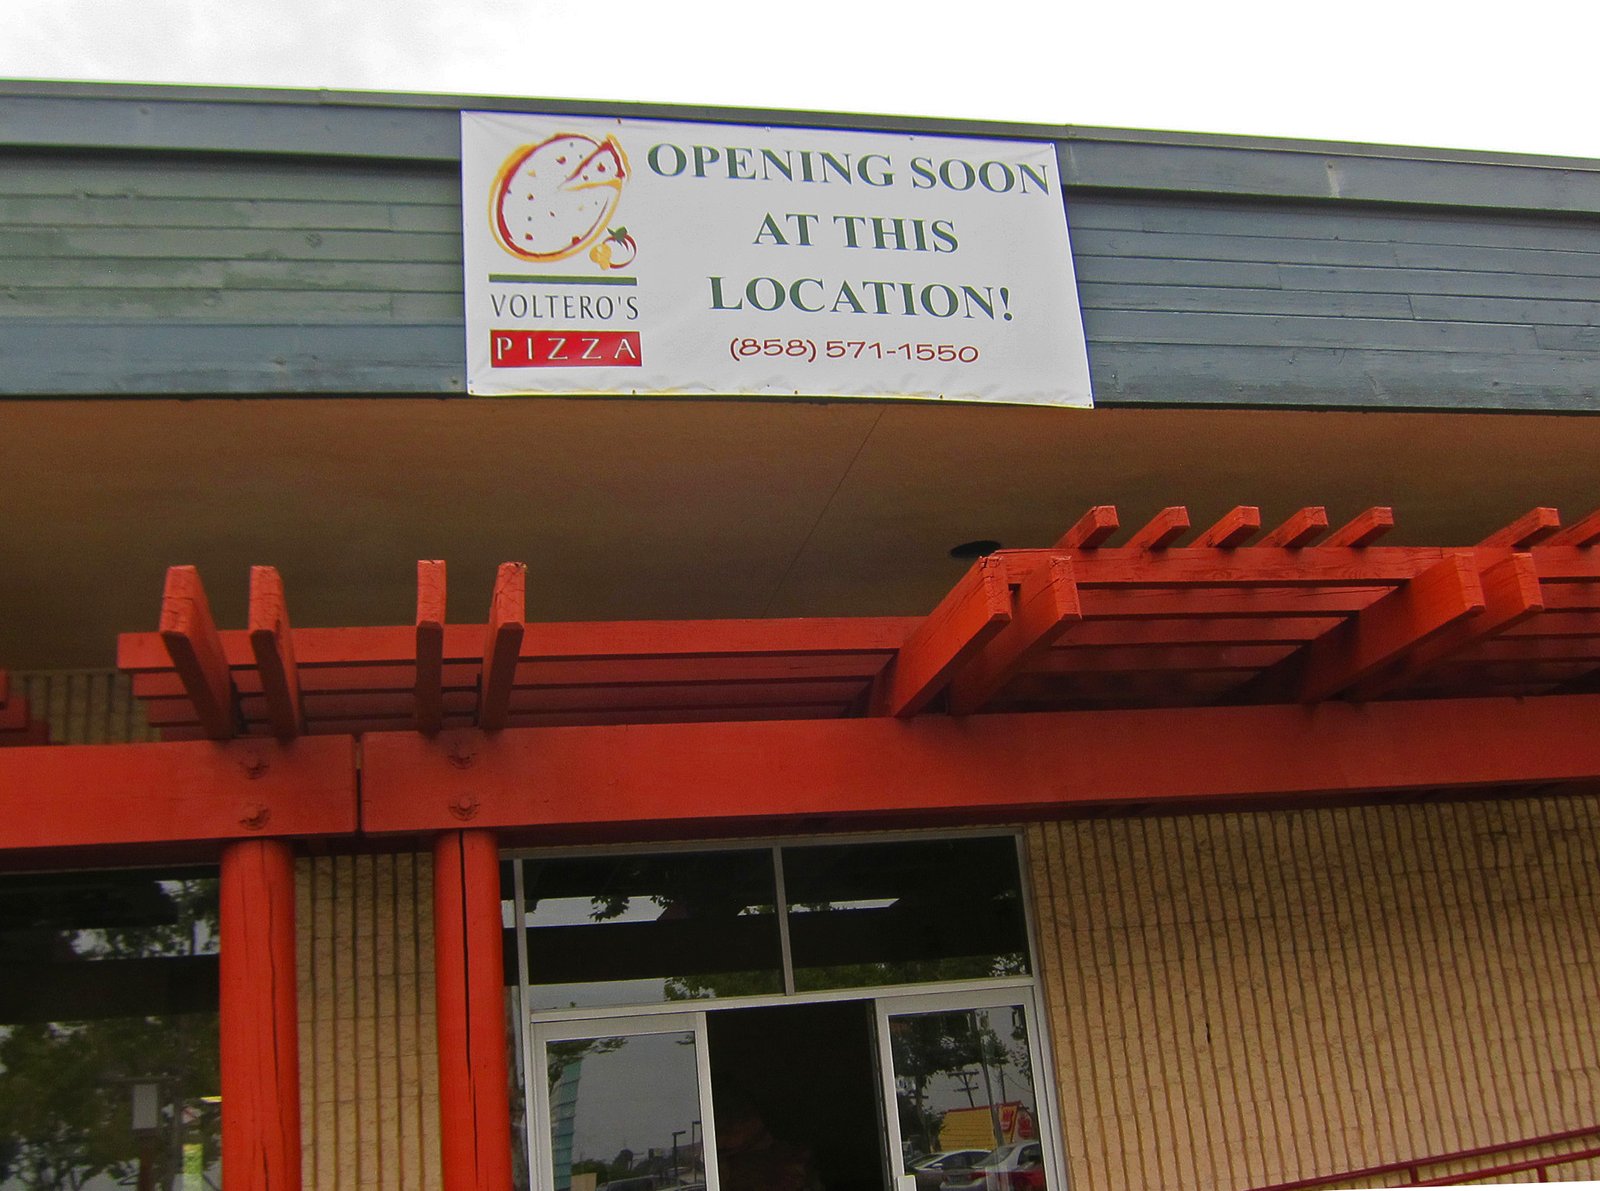 OPENING SOON
AT THIS
LOCATION!
(858) 571-1550
VOLTERO'S
PIZZA